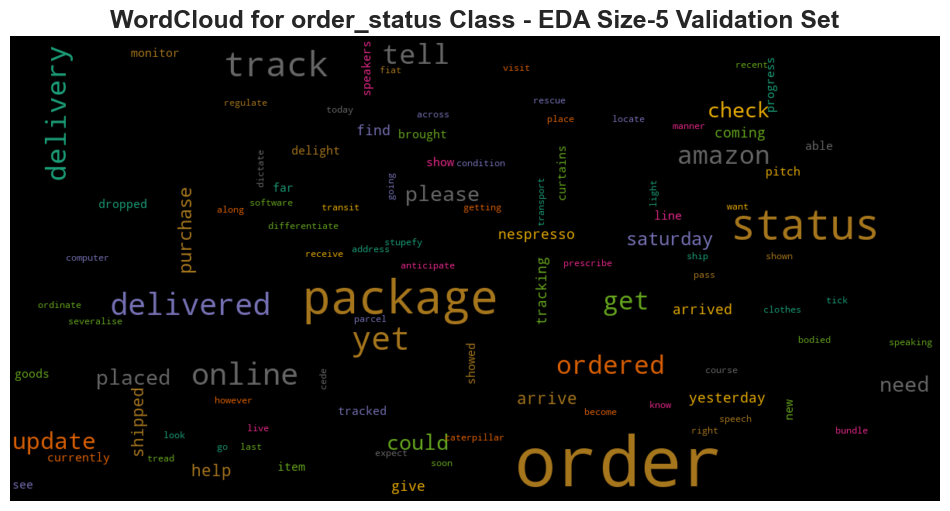 WordCloud for order_status Class - EDA Size-5 Validation Set
delivery
monitor
track
tell
speakers
fiat
visit
recent
progress
regulate
today
across
rescue
place
locate
manner
check
coming
find
brought
delight
dictate
show
condition
amazon
able
pitch
far
going
please
curtains
transport
light
dropped
purchase
along
software
transit
getting
line
want
status
differentiate
nespresso
saturday
computer
receive
address
stupefy
anticipate
tracking
prescribe
ship
shown
pass
ordinate
severalise
delivered
package
parcel
get
arrived
clothes
tick
yet
bodied
speaking
goods
placed
online
cede
showed
ordered
course
need
shipped
however
arrive
become
know
yesterday
new
tracked
speech
right
bundle
update
currently
look
tread
go
live
last
could
caterpillar
expect
soon
order
see
help
item
give